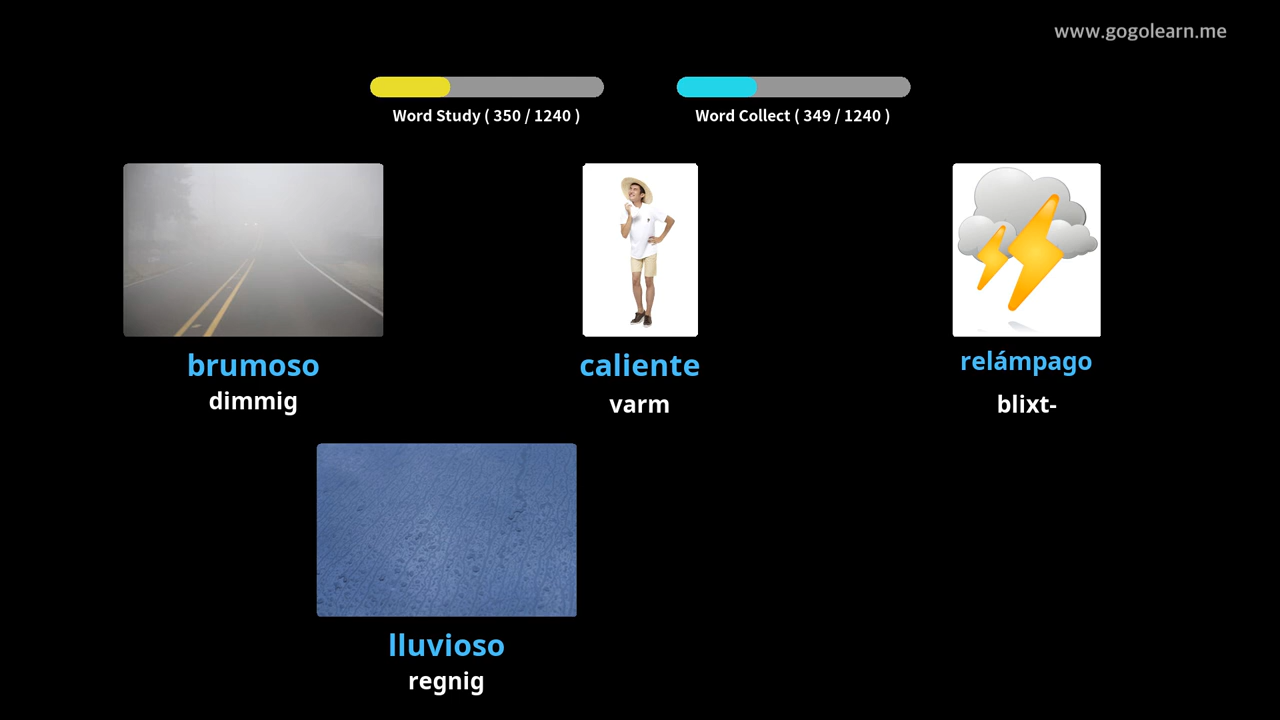 www.gogolearn.me
Word Study ( 350 / 1240 )
Word Collect ( 349 / 1240 )
brumoso
dimmig
caliente
varm
relámpago
blixt-
lluvioso
regnig